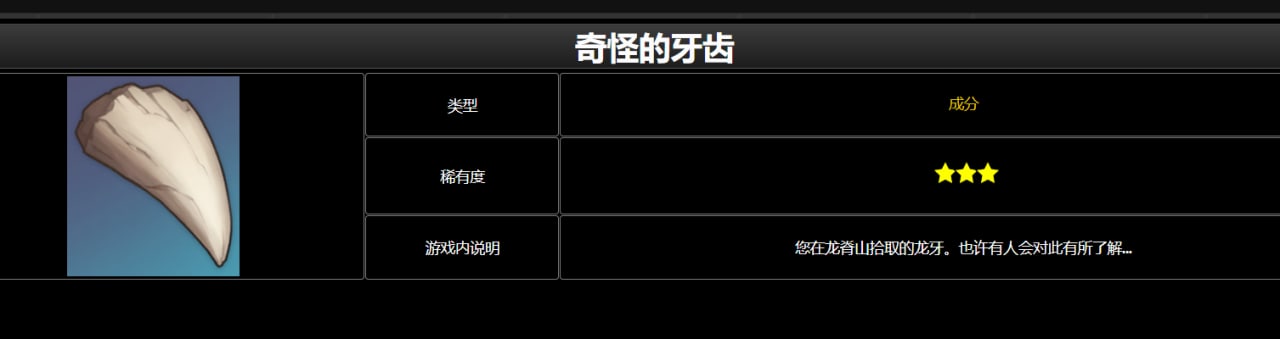 奇怪的牙齿
类型
成分
稀有度
游戏内说明
您在龙脊山拾取的龙牙。也许有人会对此有所了解...